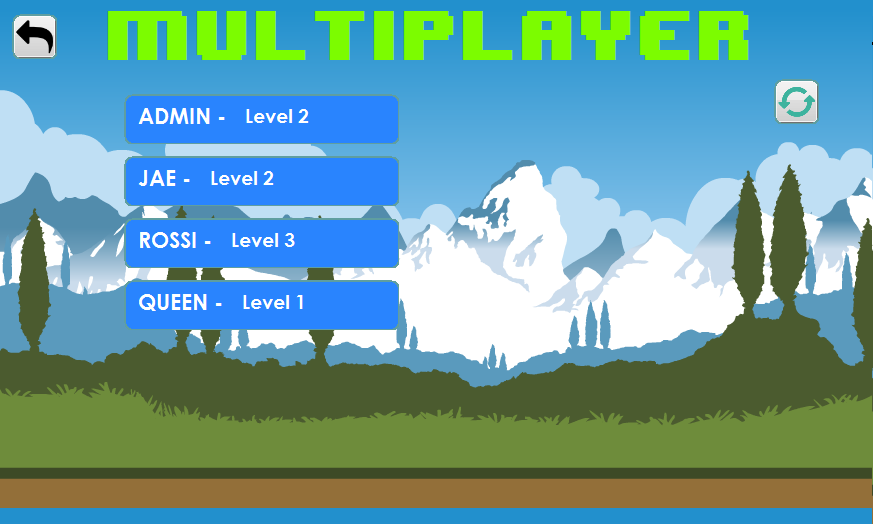 MULTIPLAYER
ADMIN - Level 2
JAE - Level 2
ROSSI - Level 3
QUEEN - Level 1